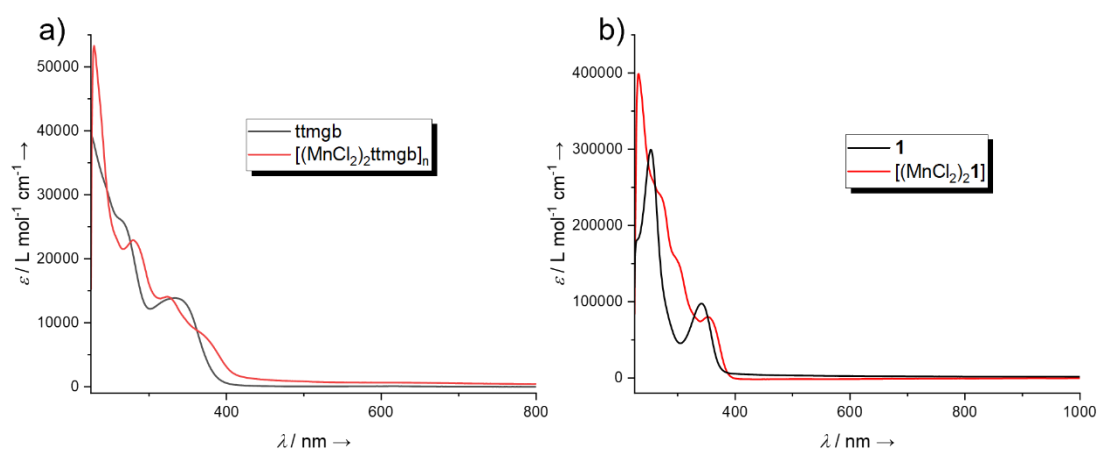 a)
50000
40000
30000
20000
10000
0
ε / L mol⁻¹ cm⁻¹ →
ttmgb
[(MnCl₂)₂ttmgb]ₙ
400
600
800
λ / nm →
b)
400000
300000
200000
100000
0
ε / L mol⁻¹ cm⁻¹ →
1
[(MnCl₂)₂1]
400
600
800
1000
λ / nm →